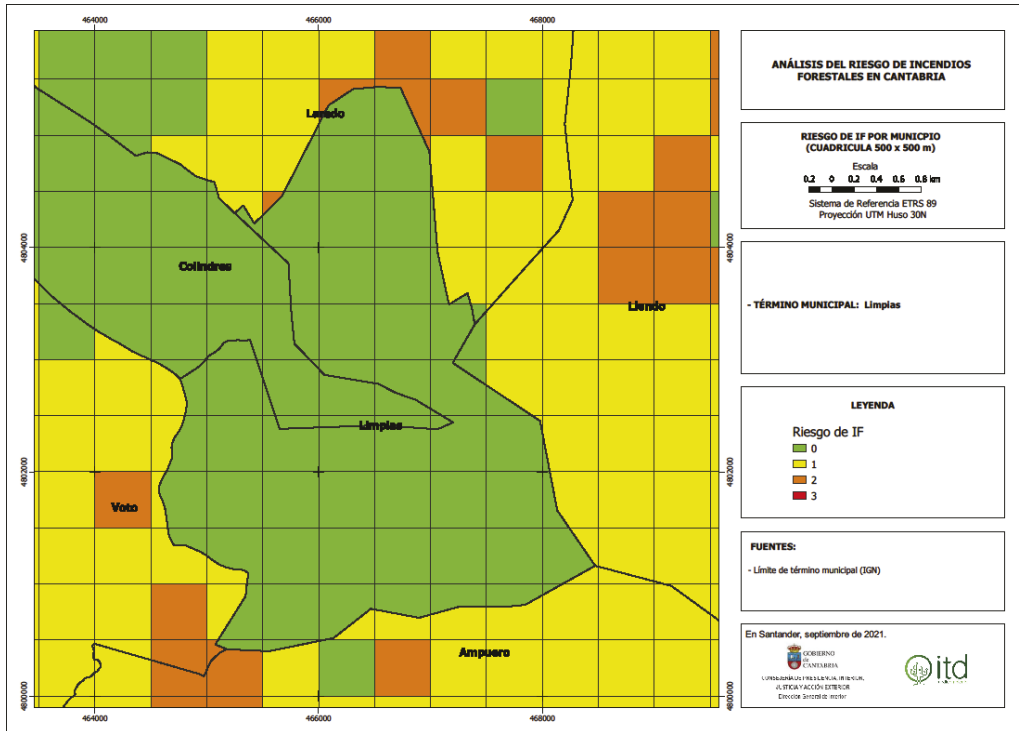 464000
466000
468000
4804000
4802000
4800000
4804000
4802000
4800000
464000
466000
468000
Laredo
Colindres
Liendo
Limpias
Voto
Ampuero
ANÁLISIS DEL RIESGO DE INCENDIOS
FORESTALES EN CANTABRIA
RIESGO DE IF POR MUNICPIO
(CUADRICULA 500 x 500 m)
Escala
0.2 0 0.2 0.4 0.6 0.8 km
Sistema de Referencia ETRS 89
Proyección UTM Huso 30N
- TÉRMINO MUNICIPAL: Limpias
LEYENDA
Riesgo de IF
0
1
2
3
FUENTES:
- Límite de término municipal (IGN)
En Santander, septiembre de 2021.
GOBIERNO
de
CANTABRIA
CONSEJERÍA DE PRESIDENCIA, INTERIOR,
JUSTICIA Y ACCIÓN EXTERIOR
Dirección General de Interior
itd